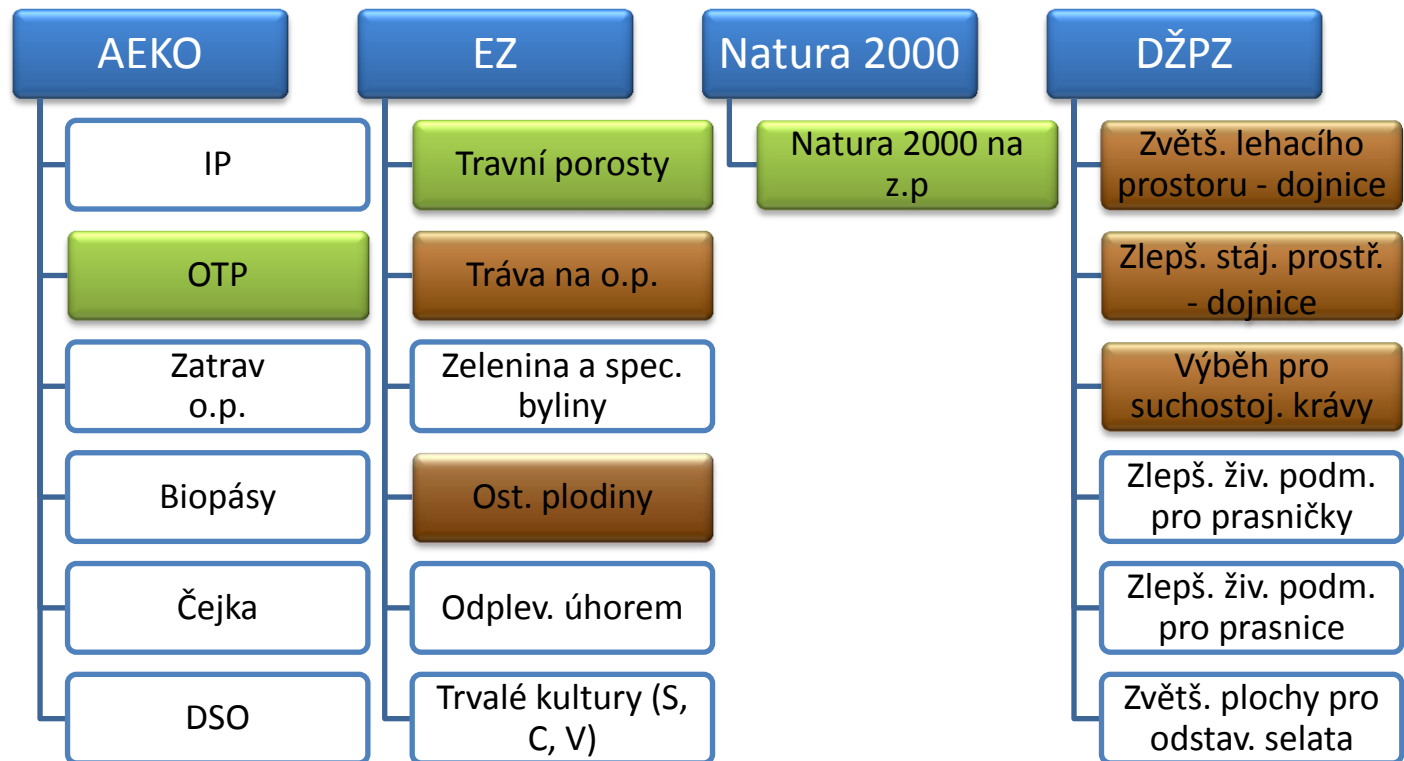 AEKO
IP
OTP
Zatrav
o.p.
Biopásy
Čejka
DSO
EZ
Travní porosty
Tráva na o.p.
Zelenina a spec.
byliny
Ost. plodiny
Odplev. úhorem
Trvalé kultury (S,
C, V)
Natura 2000
Natura 2000 na
z.p
DŽPZ
Zvětš. lehacího
prostoru - dojnice
Zlepš. stáj. prostř.
- dojnice
Výběh pro
suchostoj. krávy
Zlepš. živ. podm.
pro prasničky
Zlepš. živ. podm.
pro prasnice
Zvětš. plochy pro
odstav. selata